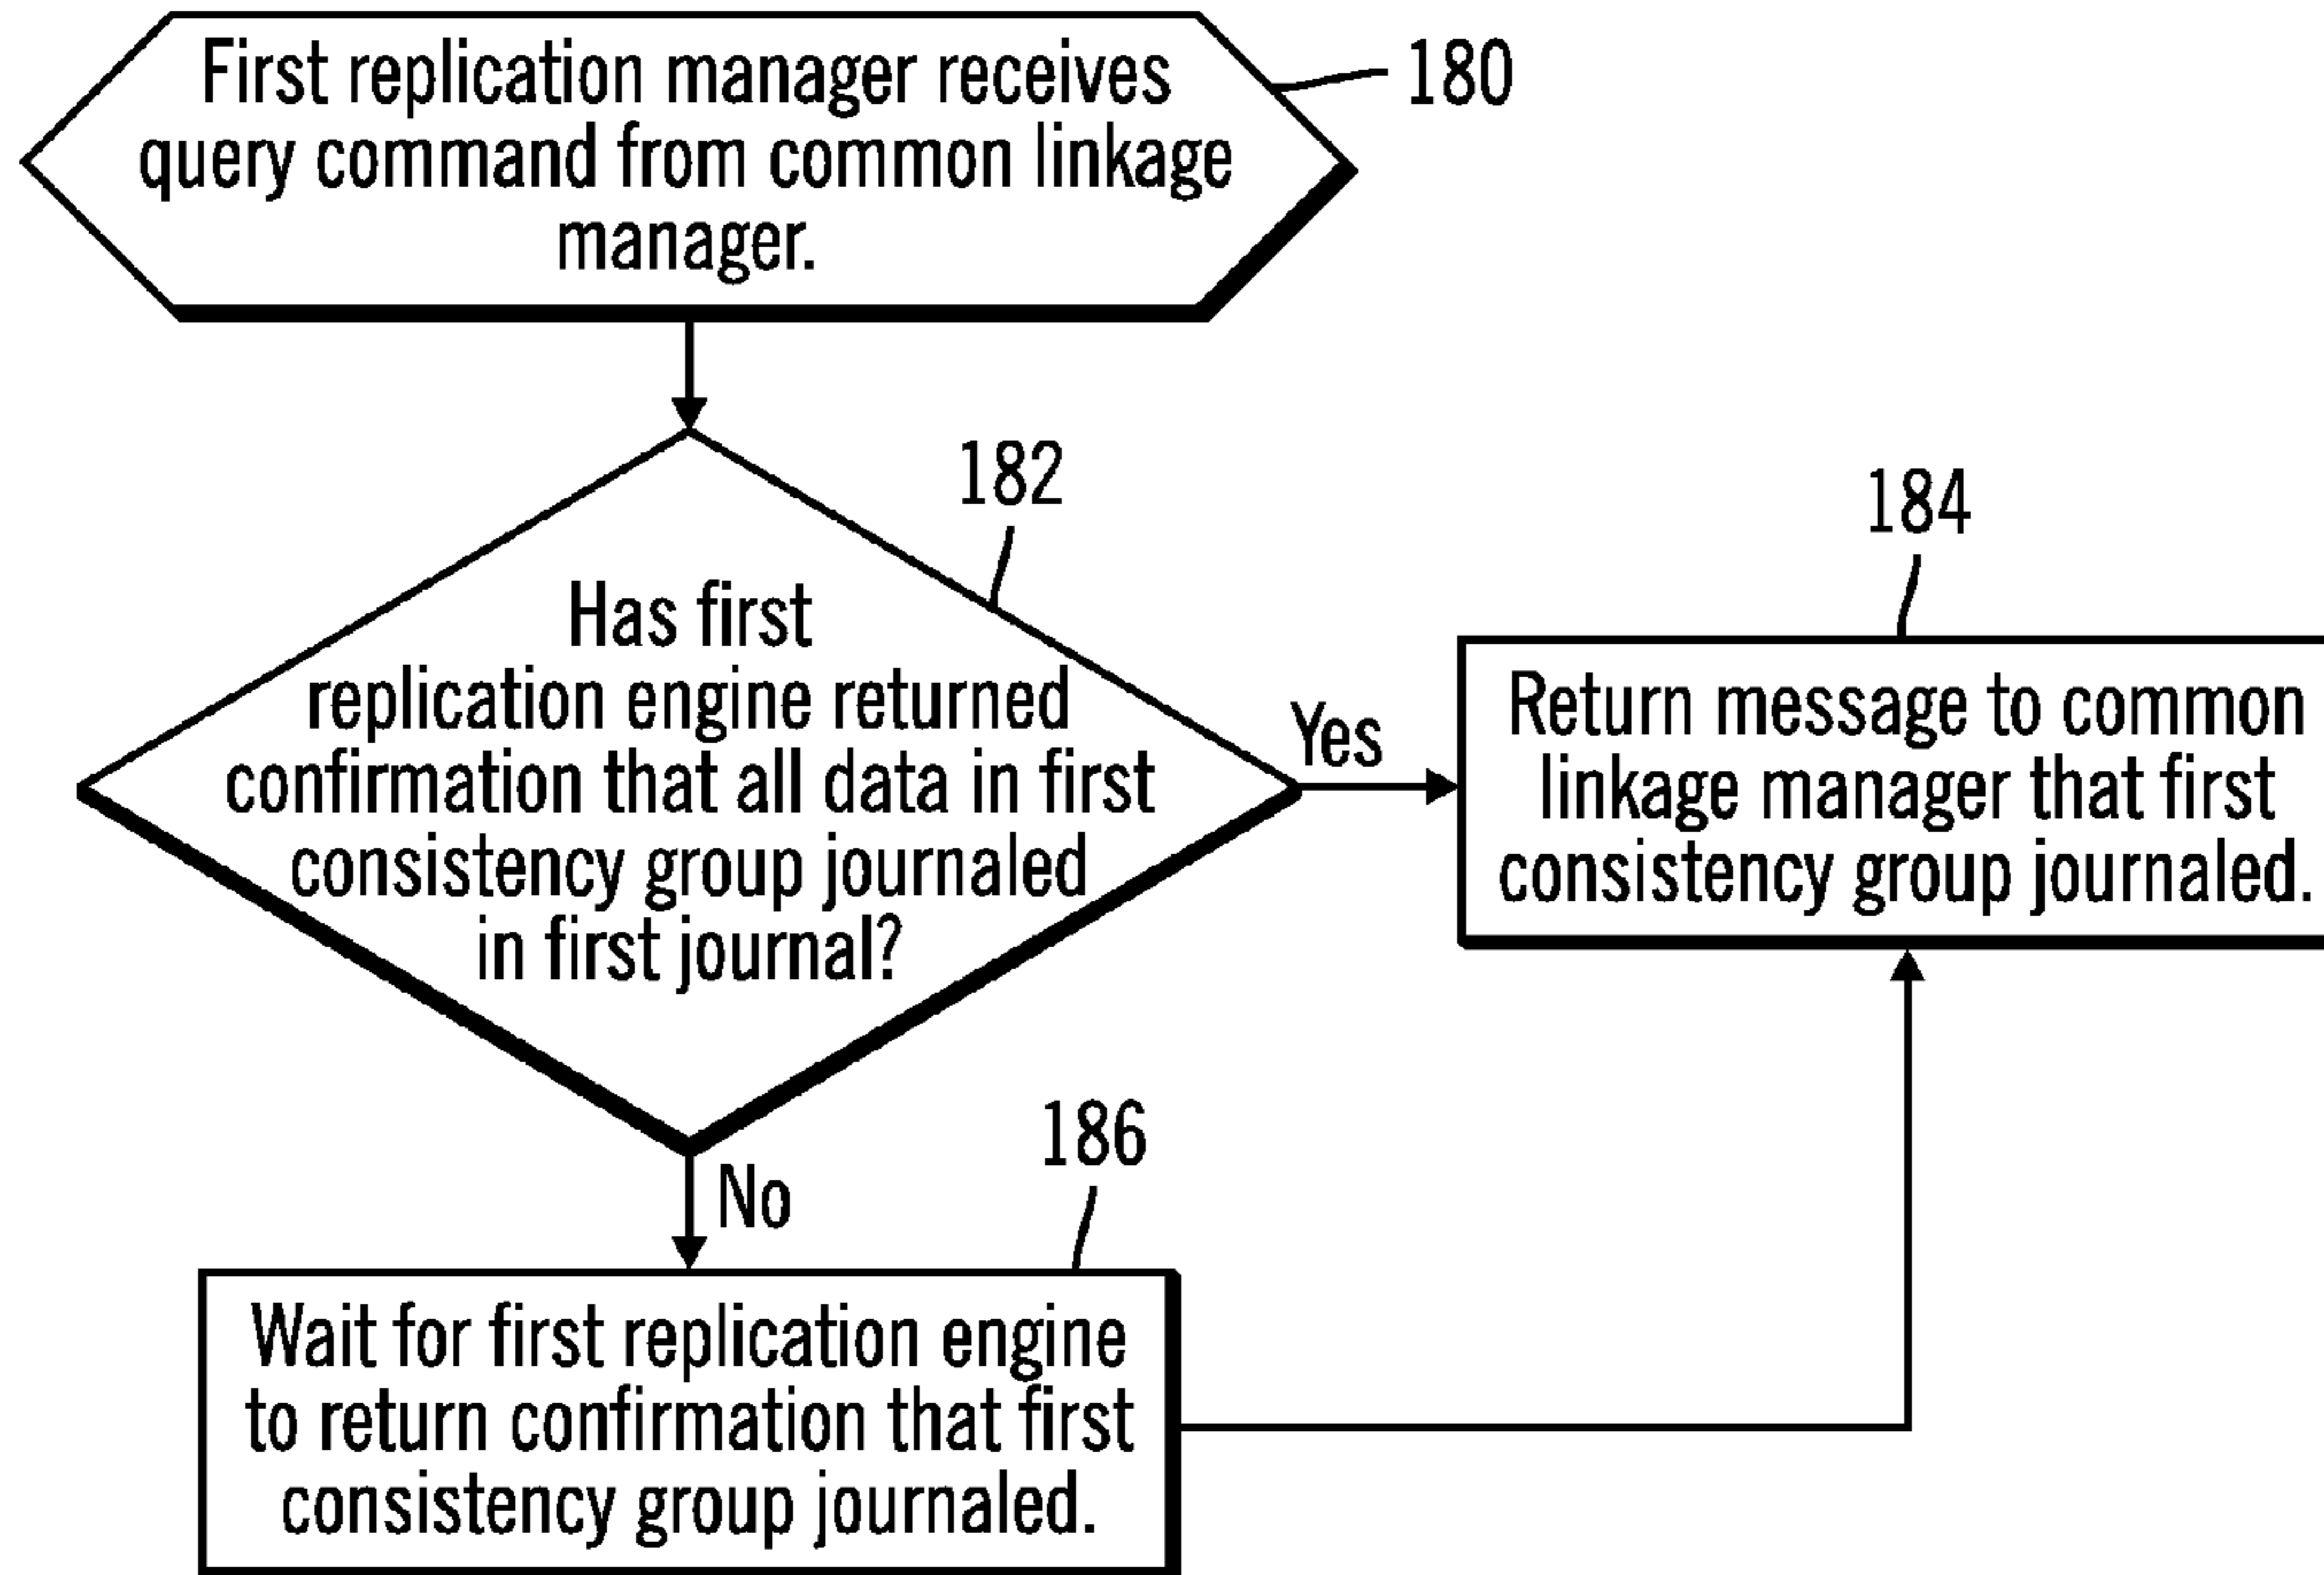 First replication manager receives
query command from common linkage
manager.
180
182
Has first
replication engine returned
confirmation that all data in first
consistency group journaled
in first journal?
Yes
184
Return message to common
linkage manager that first
consistency group journaled.
No
186
Wait for first replication engine
to return confirmation that first
consistency group journaled.